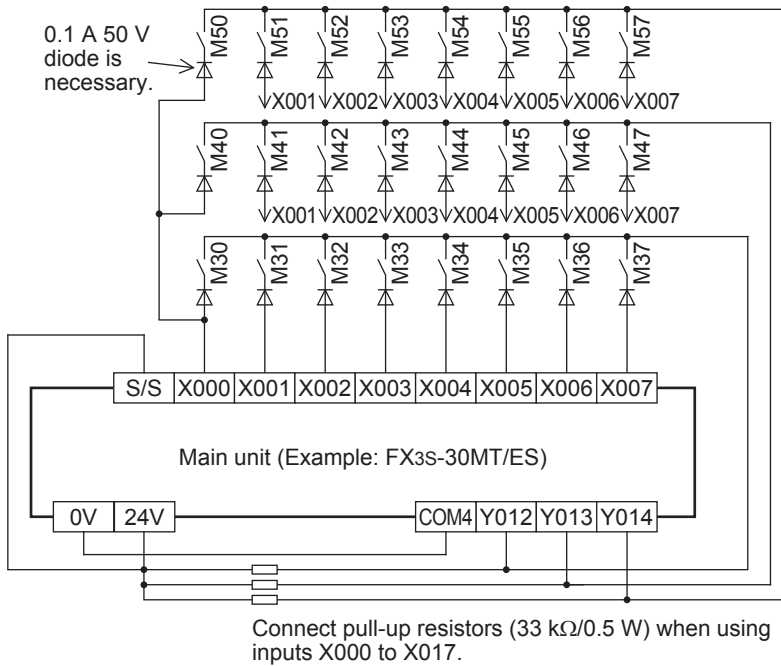 0.1 A 50 V
diode is
necessary.
M50 M51 M52 M53 M54 M55 M56 M57
X001 X002 X003 X004 X005 X006 X007
M40 M41 M42 M43 M44 M45 M46 M47
X001 X002 X003 X004 X005 X006 X007
M30 M31 M32 M33 M34 M35 M36 M37
S/S X000 X001 X002 X003 X004 X005 X006 X007
Main unit (Example: FX3S-30MT/ES)
0V 24V COM4 Y012 Y013 Y014
Connect pull-up resistors (33 kΩ/0.5 W) when using
inputs X000 to X017.